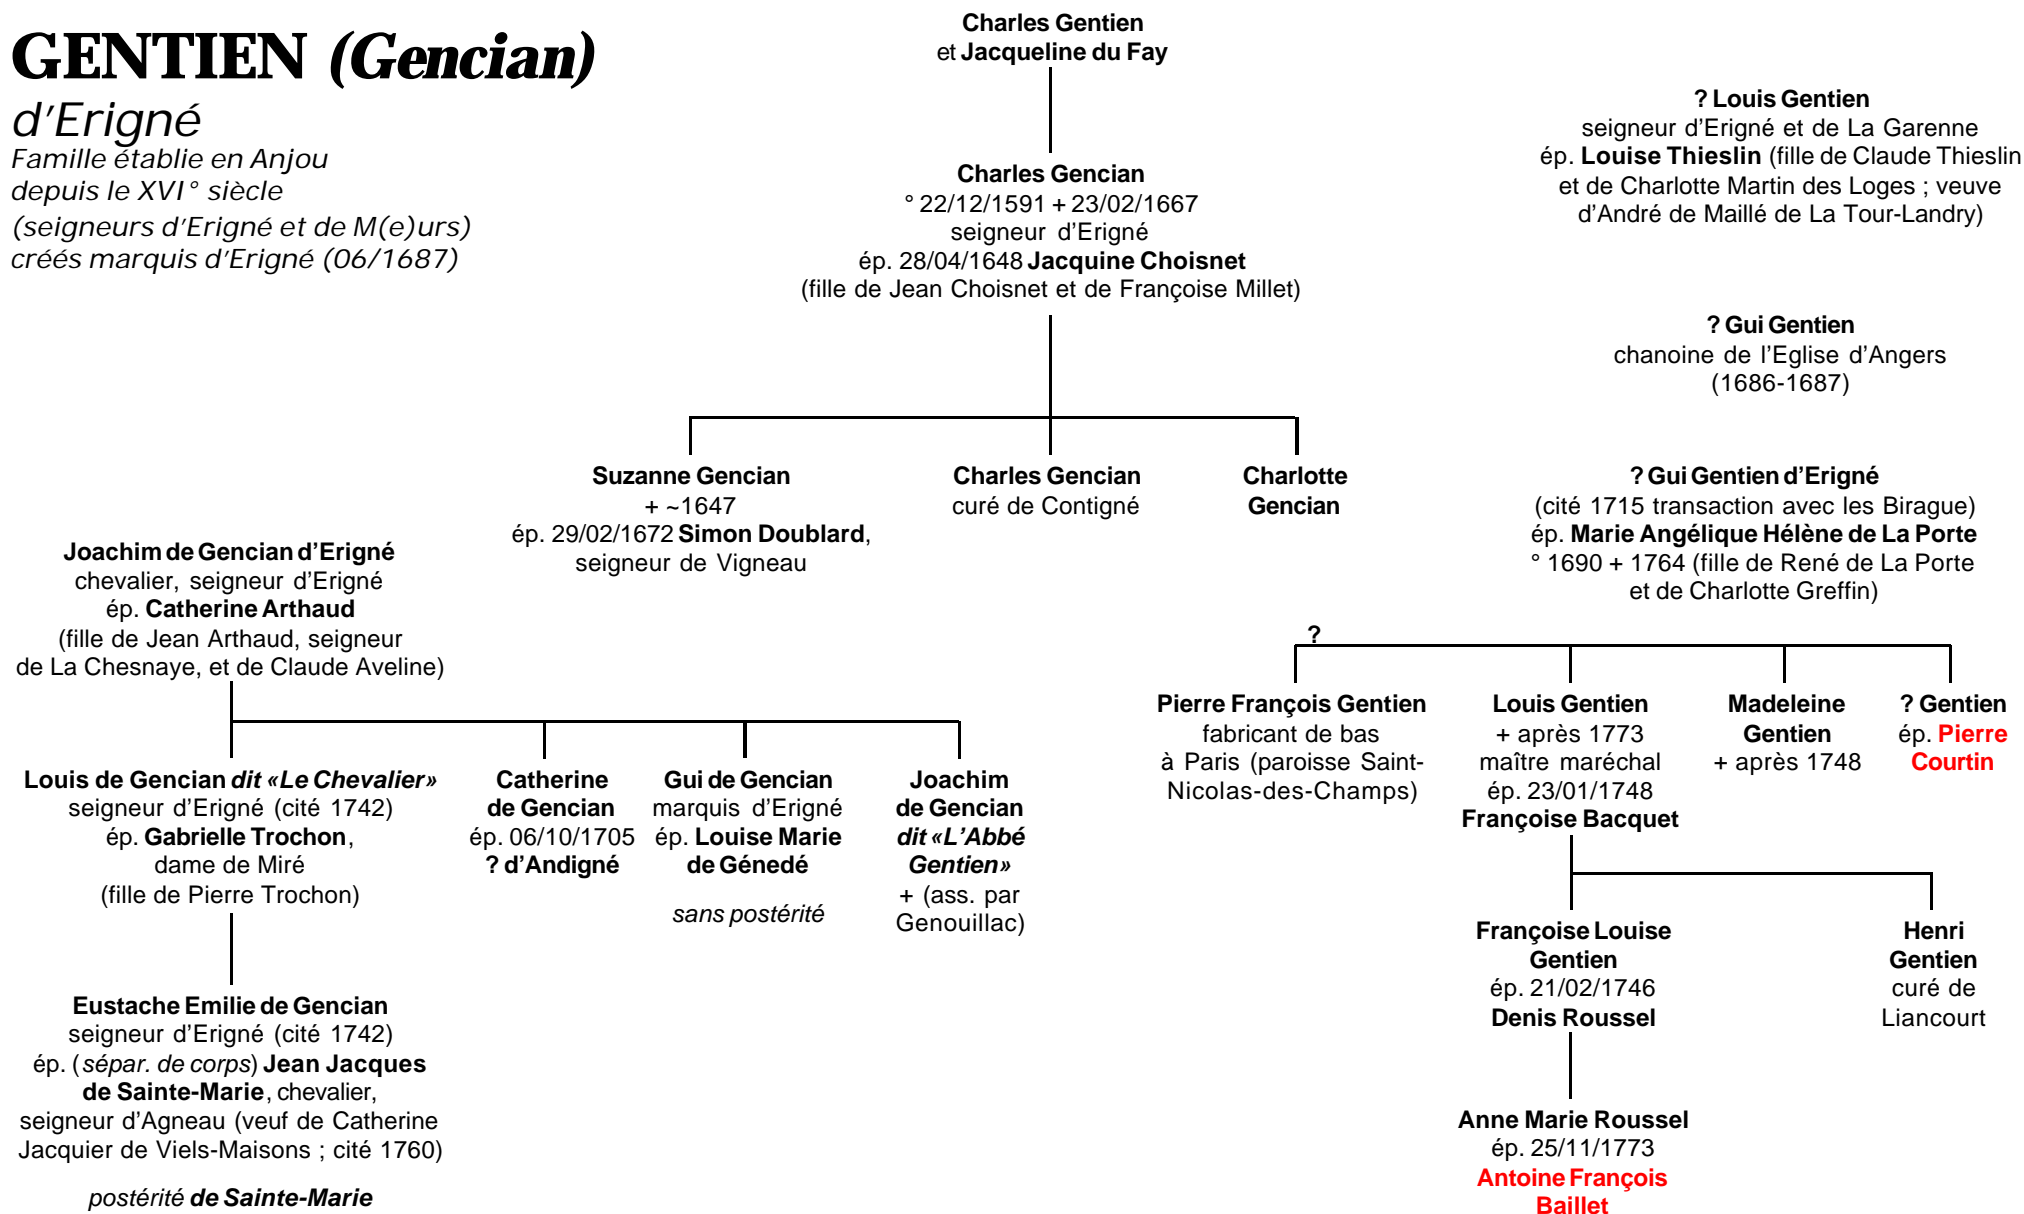 GENTIEN (Gencian)
d'Erigné
Famille établie en Anjou
depuis le XVI° siècle
(seigneurs d'Erigné et de M(e)urs)
créés marquis d'Erigné (06/1687)
Charles Gentien
et Jacqueline du Fay
Charles Gencian
° 22/12/1591 + 23/02/1667
seigneur d'Erigné
ép. 28/04/1648 Jacquine Choisnet
(fille de Jean Choisnet et de Françoise Millet)
? Louis Gentien
seigneur d'Erigné et de La Garenne
ép. Louise Thieslin (fille de Claude Thieslin
et de Charlotte Martin des Loges ; veuve
d'André de Maillé de La Tour-Landry)
? Gui Gentien
chanoine de l'Eglise d'Angers
(1686-1687)
Suzanne Gencian
+ ~1647
ép. 29/02/1672 Simon Doublard,
seigneur de Vigneau
Charles Gencian
curé de Contigné
Charlotte
Gencian
? Gui Gentien d'Erigné
(cité 1715 transaction avec les Birague)
ép. Marie Angélique Hélène de La Porte
° 1690 + 1764 (fille de René de La Porte
et de Charlotte Greffin)
Joachim de Gencian d'Erigné
chevalier, seigneur d'Erigné
ép. Catherine Arthaud
(fille de Jean Arthaud, seigneur
de La Chesnaye, et de Claude Aveline)
?
Pierre François Gentien
fabricant de bas
à Paris (paroisse Saint-
Nicolas-des-Champs)
Louis Gentien
+ après 1773
maître maréchal
ép. 23/01/1748
Françoise Bacquet
Madeleine
Gentien
+ après 1748
? Gentien
ép. Pierre
Courtin
Louis de Gencian dit «Le Chevalier»
seigneur d'Erigné (cité 1742)
ép. Gabrielle Trochon,
dame de Miré
(fille de Pierre Trochon)
Catherine
de Gencian
ép. 06/10/1705
? d'Andigné
Gui de Gencian
marquis d'Erigné
ép. Louise Marie
de Génedé
sans postérité
Joachim
de Gencian
dit «L'Abbé
Gentien»
+ (ass. par
Genouillac)
Françoise Louise
Gentien
ép. 21/02/1746
Denis Roussel
Henri
Gentien
curé de
Liancourt
Eustache Emilie de Gencian
seigneur d'Erigné (cité 1742)
ép. (sépar. de corps) Jean Jacques
de Sainte-Marie, chevalier,
seigneur d'Agneau (veuf de Catherine
Jacquier de Viels-Maisons ; cité 1760)
postérité de Sainte-Marie
Anne Marie Roussel
ép. 25/11/1773
Antoine François
Baillet